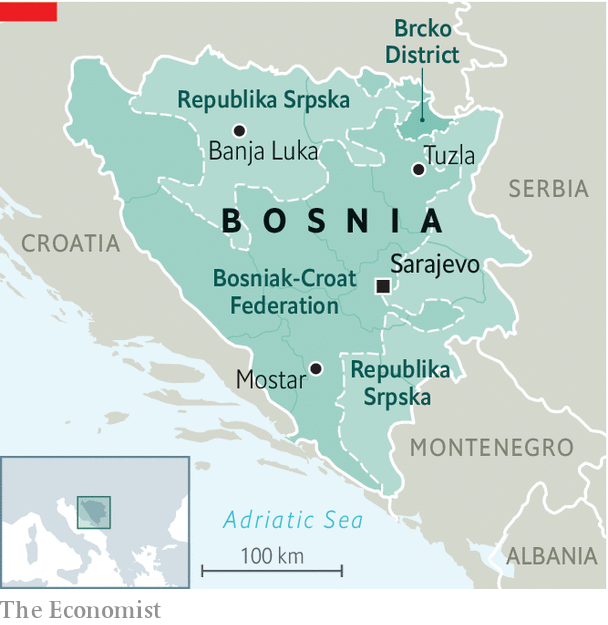 Brcko
District
Republika Srpska
Banja Luka
Tuzla
SERBIA
BOSNIA
CROATIA
Sarajevo
Bosniak-Croat
Federation
Mostar
Republika
Srpska
MONTENEGRO
Adriatic Sea
100 km
ALBANIA
The Economist